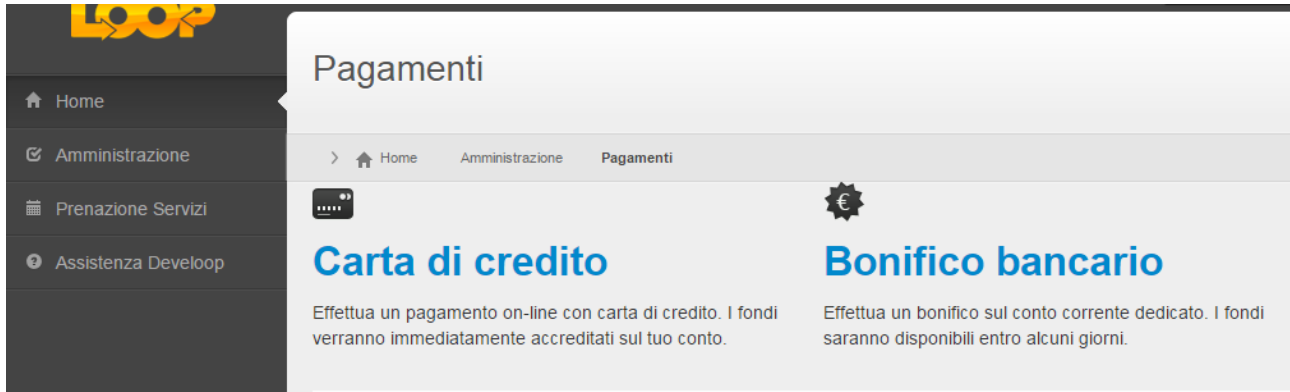 LOOP
Pagamenti
Home
Amministrazione
Prenazione Servizi
Assistenza Develoop
Home Amministrazione Pagamenti
Carta di credito
Effettua un pagamento on-line con carta di credito. I fondi
verranno immediatamente accreditati sul tuo conto.
Bonifico bancario
Effettua un bonifico sul conto corrente dedicato. I fondi
saranno disponibili entro alcuni giorni.